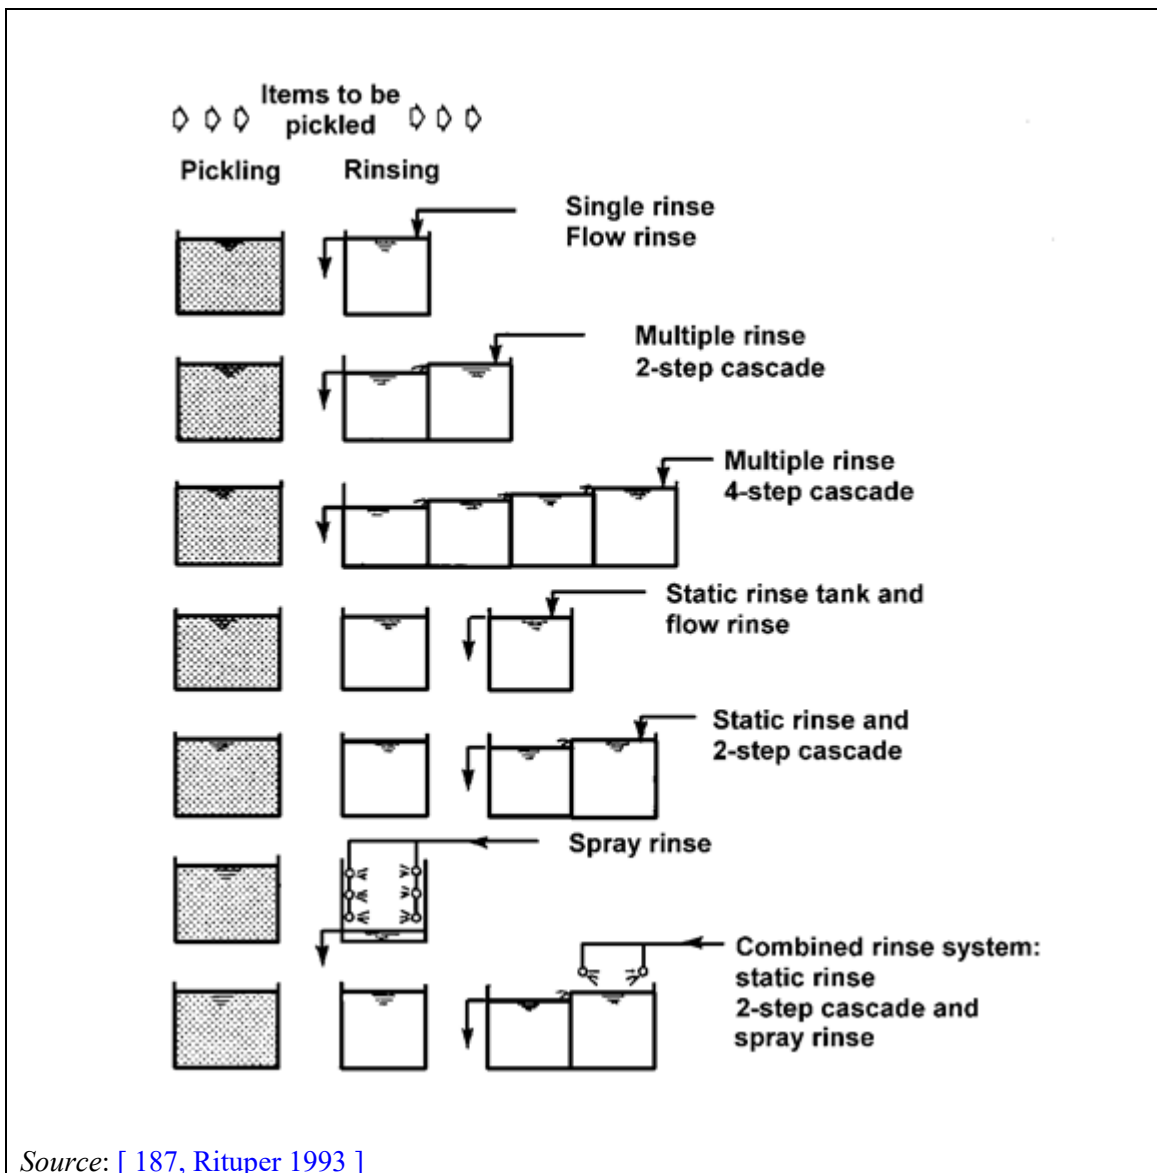 Items to be
pickled
Pickling Rinsing
Single rinse
Flow rinse
Multiple rinse
2-step cascade
Multiple rinse
4-step cascade
Static rinse tank and
flow rinse
Static rinse and
2-step cascade
Spray rinse
Combined rinse system:
static rinse
2-step cascade and
spray rinse
Source: [ 187, Rituper 1993 ]